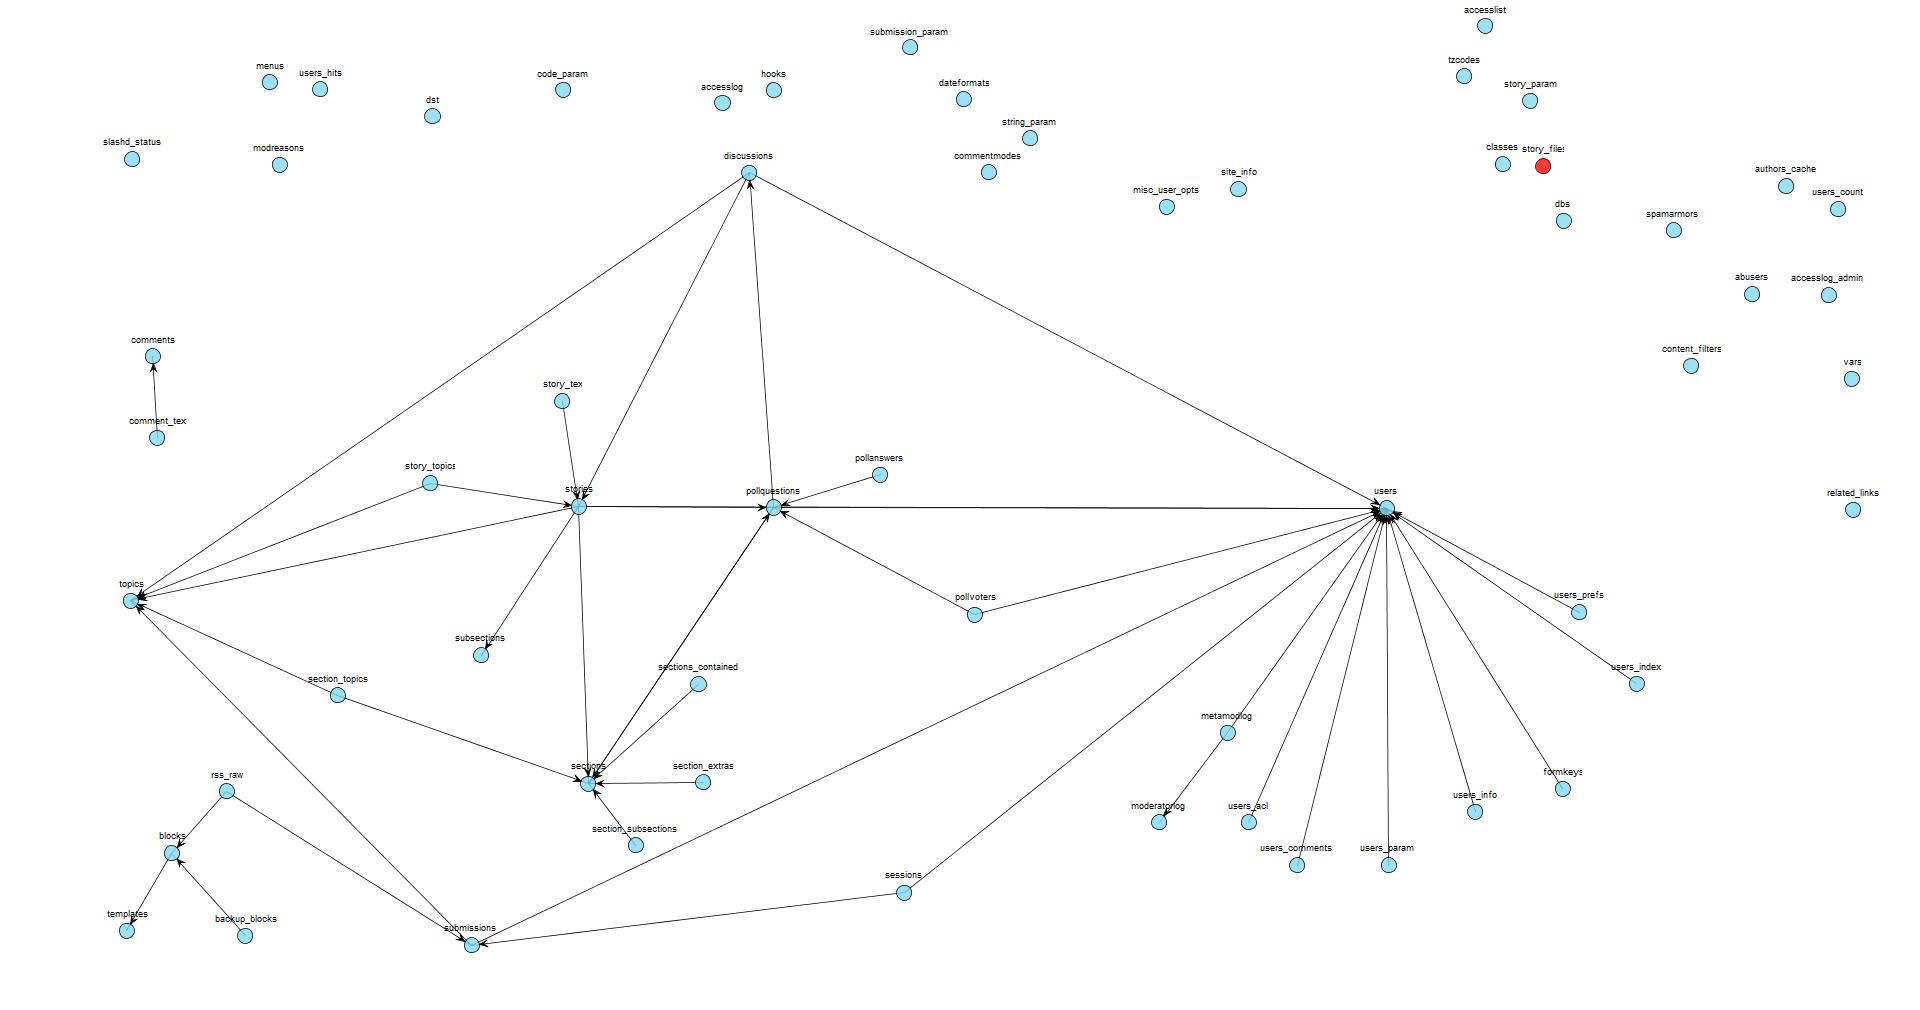 accesslist
submission_param
tzcodes
menus
users_hits
code_param
hooks
accesslog
dateformats
story_param
dst
string_param
slashd_status
modreasons
discussions
commentmodes
classes
story_files
site_info
misc_user_opts
authors_cache
users_count
dbs
spamarmors
abusers
accesslog_admin
comments
content_filters
vars
story_tex
comment_tex
story_topics
pollanswers
stories
pollquestions
users
related_links
topics
pollvoters
users_prefs
subsections
sections_contained
users_index
section_topics
metamodlog
sections
section_extras
rss_raw
formkeys
users_info
moderatorlog
users_acl
blocks
section_subsections
users_comments
users_param
sessions
templates
backup_blocks
submissions